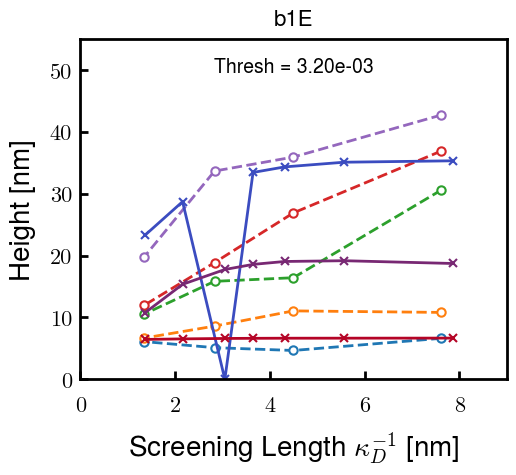 b1E
Thresh = 3.20e-03
50
40
30
20
10
0
Height [nm]
0 2 4 6 8
Screening Length κ_D^{-1} [nm]